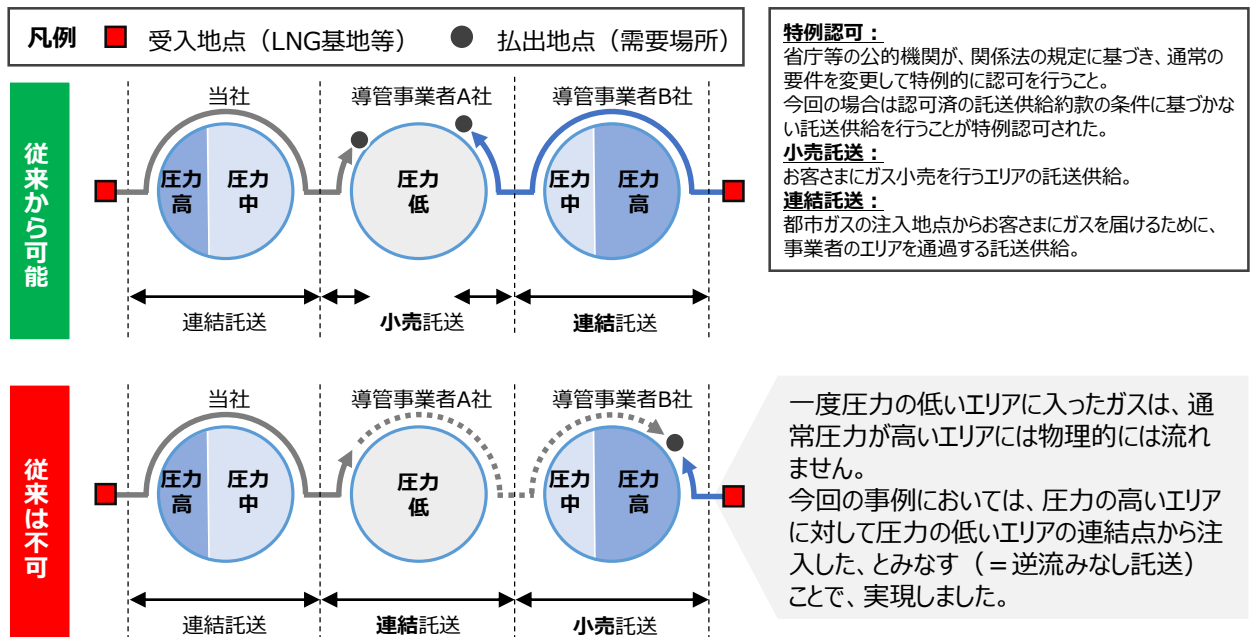 凡例 受入地点（LNG基地等） 払出地点（需要場所）
特例認可：
省庁等の公的機関が、関係法の規定に基づき、通常の
要件を変更して特例的に認可を行うこと。
今回の場合は認可済の託送供給約款の条件に基づかな
い託送供給を行うことが特例認可された。
小売託送：
お客さまにガス小売を行うエリアの託送供給。
連結託送：
都市ガスの注入地点からお客さまにガスを届けるために、
事業者のエリアを通過する託送供給。
従来から可能
当社
導管事業者A社
導管事業者B社
圧力
高
圧力
中
圧力
低
圧力
中
圧力
高
連結託送
小売託送
連結託送
従来は不可
当社
導管事業者A社
導管事業者B社
圧力
高
圧力
中
圧力
低
圧力
中
圧力
高
連結託送
連結託送
小売託送
一度圧力の低いエリアに入ったガスは、通
常圧力が高いエリアには物理的には流れ
ません。
今回の事例においては、圧力の高いエリア
に対して圧力の低いエリアの連結点から注
入した、とみなす（＝逆流みなし託送）
ことで、実現しました。